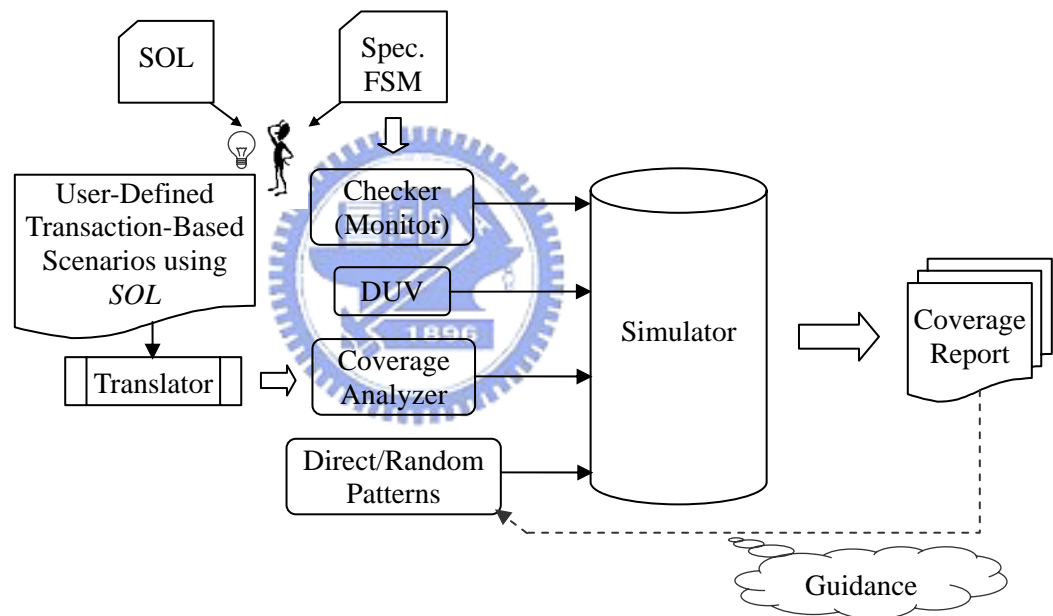 SOL
Spec.
FSM
User-Defined
Transaction-Based
Scenarios using
SOL
Translator
Checker
(Monitor)
DUV
1896
Coverage
Analyzer
Direct/Random
Patterns
Simulator
Coverage
Report
Guidance